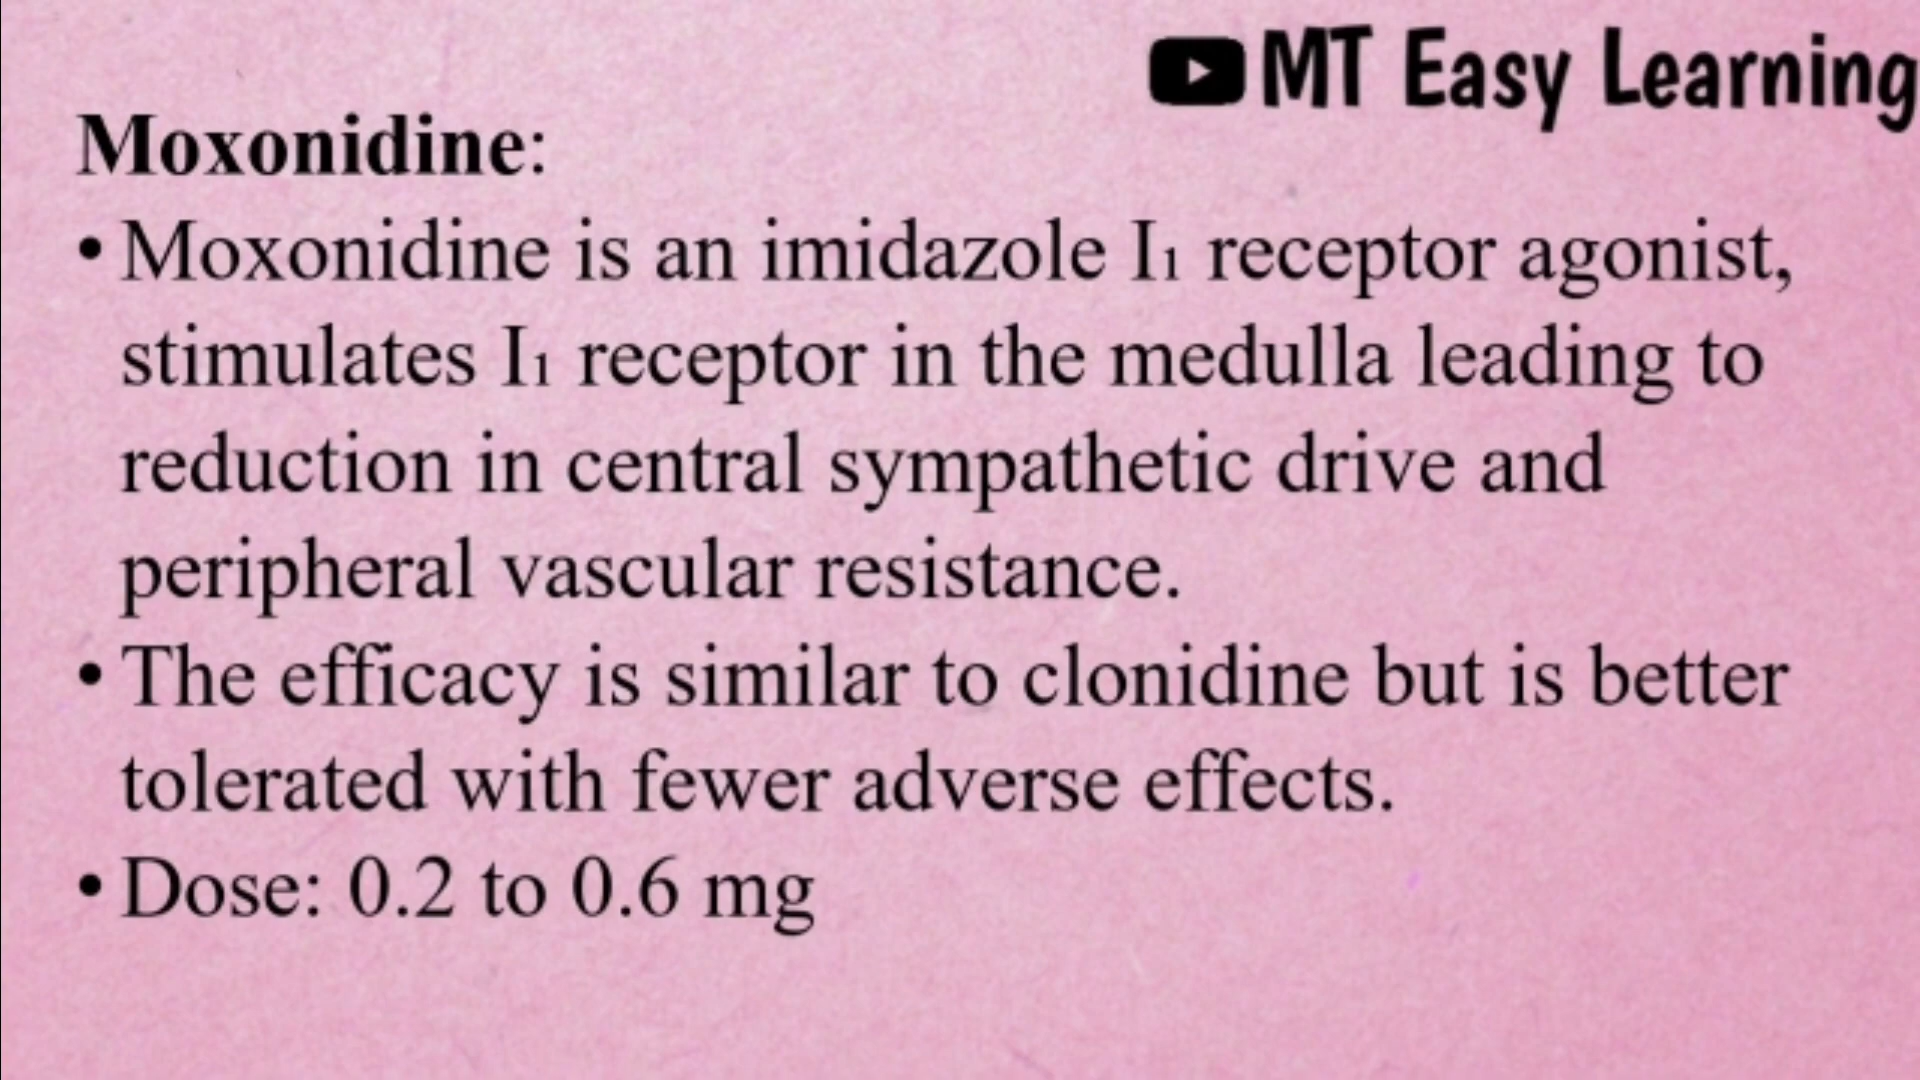 MT Easy Learning
Moxonidine:
• Moxonidine is an imidazole I₁ receptor agonist,
stimulates I₁ receptor in the medulla leading to
reduction in central sympathetic drive and
peripheral vascular resistance.
• The efficacy is similar to clonidine but is better
tolerated with fewer adverse effects.
• Dose: 0.2 to 0.6 mg